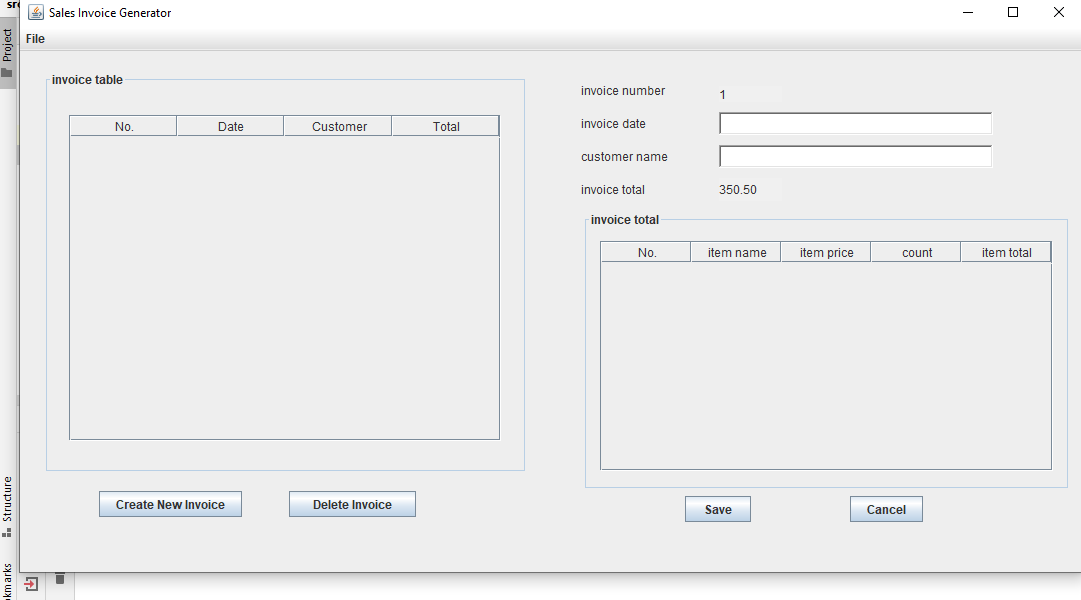 src
Sales Invoice Generator
File
Project
Structure
invoice table
No. Date Customer Total
Create New Invoice Delete Invoice
invoice number 1
invoice date
customer name
invoice total 350.50
invoice total
No. item name item price count item total
Save Cancel